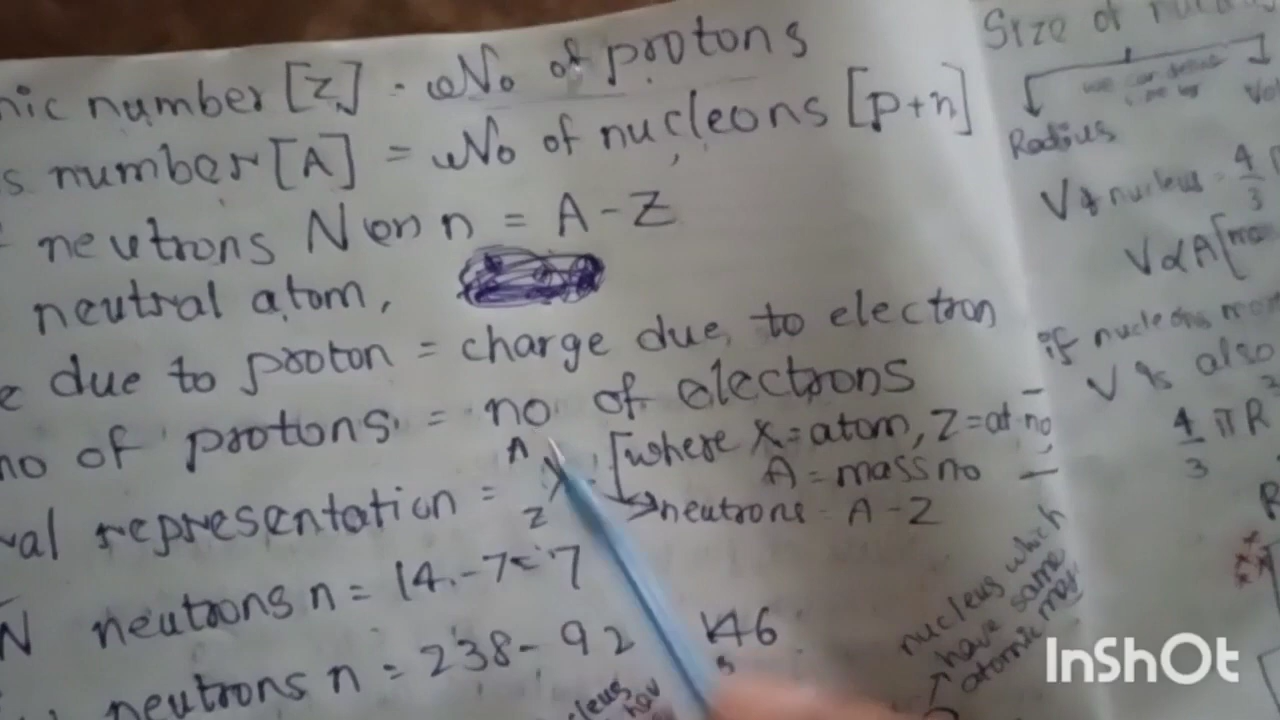 nic number [Z] - No of protons
s number [A] = No of nucleons [p+n]
neutrons N or n = A-Z
neutral atom,
e due to proton = charge due to electron
no of protons = no of electrons
A
X [where X = atom, Z = at no
Z
A = mass no
ral representation =
→ neutrons = A-Z
N neutrons n = 14-7=7
neutrons n = 238-92 146
Size of
Radius
V of nucleus = 4/3
V∝A[
if nucleons
V is also
4/3 πR
nucleus which
have same
atomic
InShOt